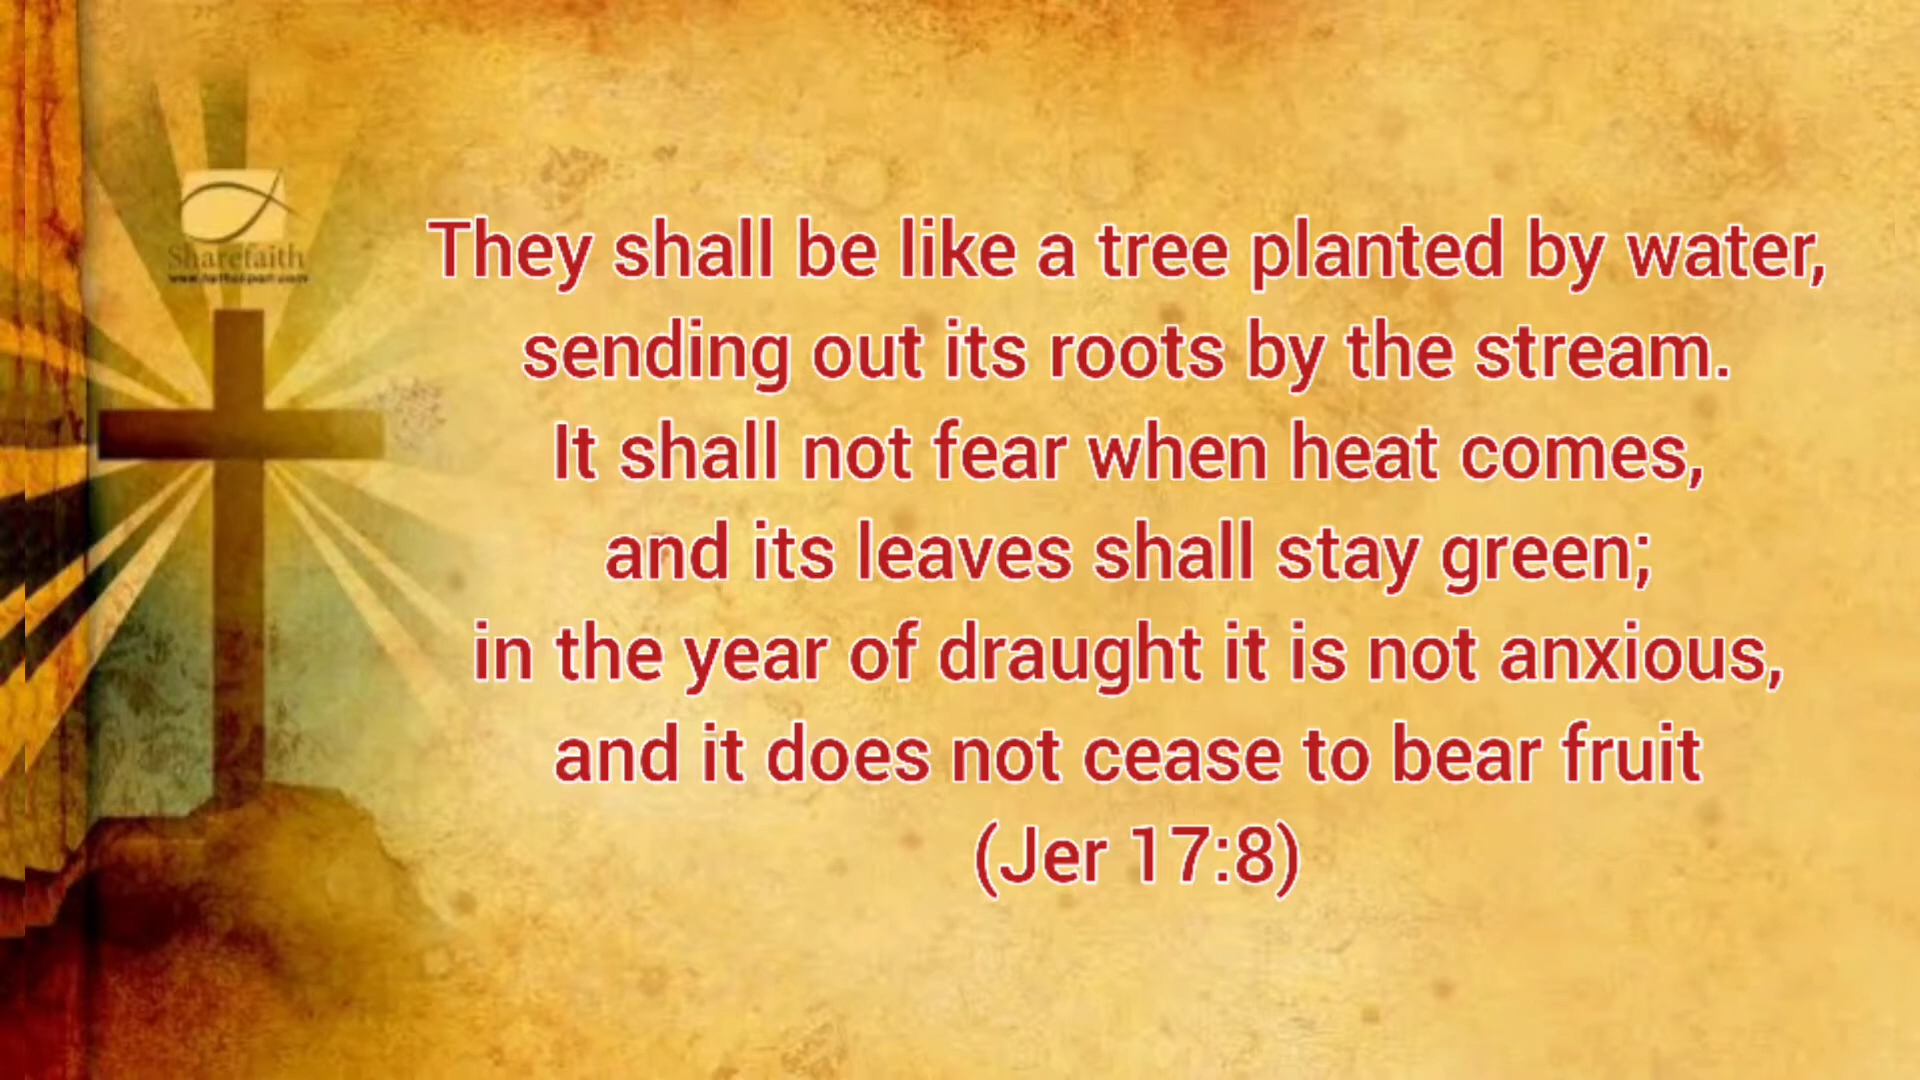 Sharefaith
They shall be like a tree planted by water,
sending out its roots by the stream.
It shall not fear when heat comes,
and its leaves shall stay green;
in the year of draught it is not anxious,
and it does not cease to bear fruit
(Jer 17:8)